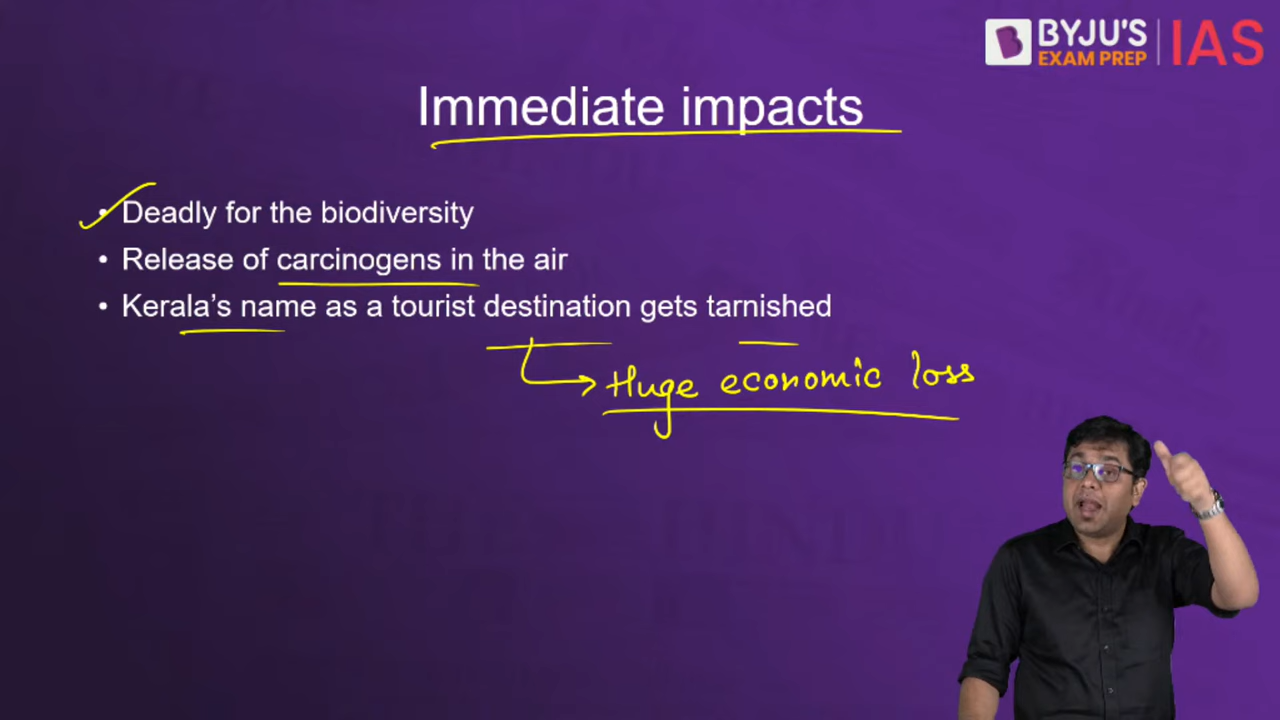 BYJU'S
EXAM PREP
IAS
Immediate impacts
• Deadly for the biodiversity
• Release of carcinogens in the air
• Kerala's name as a tourist destination gets tarnished
Huge economic loss